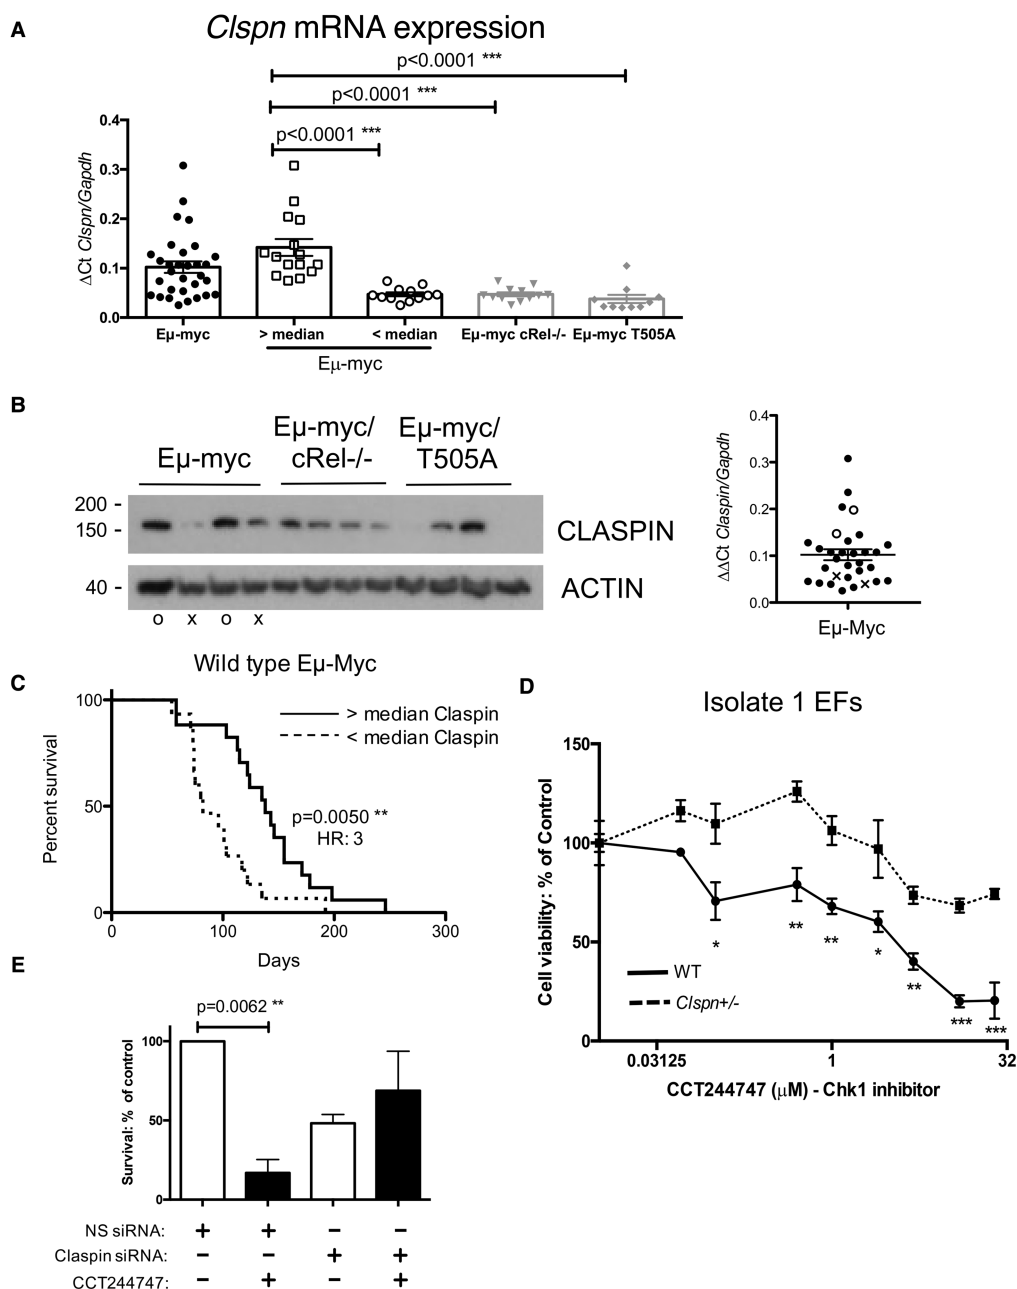 A
Clspn mRNA expression
p<0.0001 ***
p<0.0001 ***
p<0.0001 ***
ΔCt Clspn/Gapdh
0.4
0.3
0.2
0.1
0.0
Eμ-myc
> median
< median
Eμ-myc cRel-/-
Eμ-myc T505A
Eμ-myc
B
Eμ-myc
Eμ-myc/
cRel-/-
Eμ-myc/
T505A
200 -
150 -
40 -
CLASPIN
ACTIN
o x o x
ΔΔCt Claspin/Gapdh
0.4
0.3
0.2
0.1
0.0
Eμ-Myc
C
Wild type Eμ-Myc
> median Claspin
< median Claspin
p=0.0050 **
HR: 3
Percent survival
100
50
0
0 100 200 300
Days
D
Isolate 1 EFs
Cell viability: % of Control
150
100
50
0
* ** ** * ** *** ***
WT
Clspn+/-
0.03125 1 32
CCT244747 (μM) - Chk1 inhibitor
E
p=0.0062 **
Survival: % of control
100
50
0
NS siRNA: + + - -
Claspin siRNA: - - + +
CCT244747: - + - +